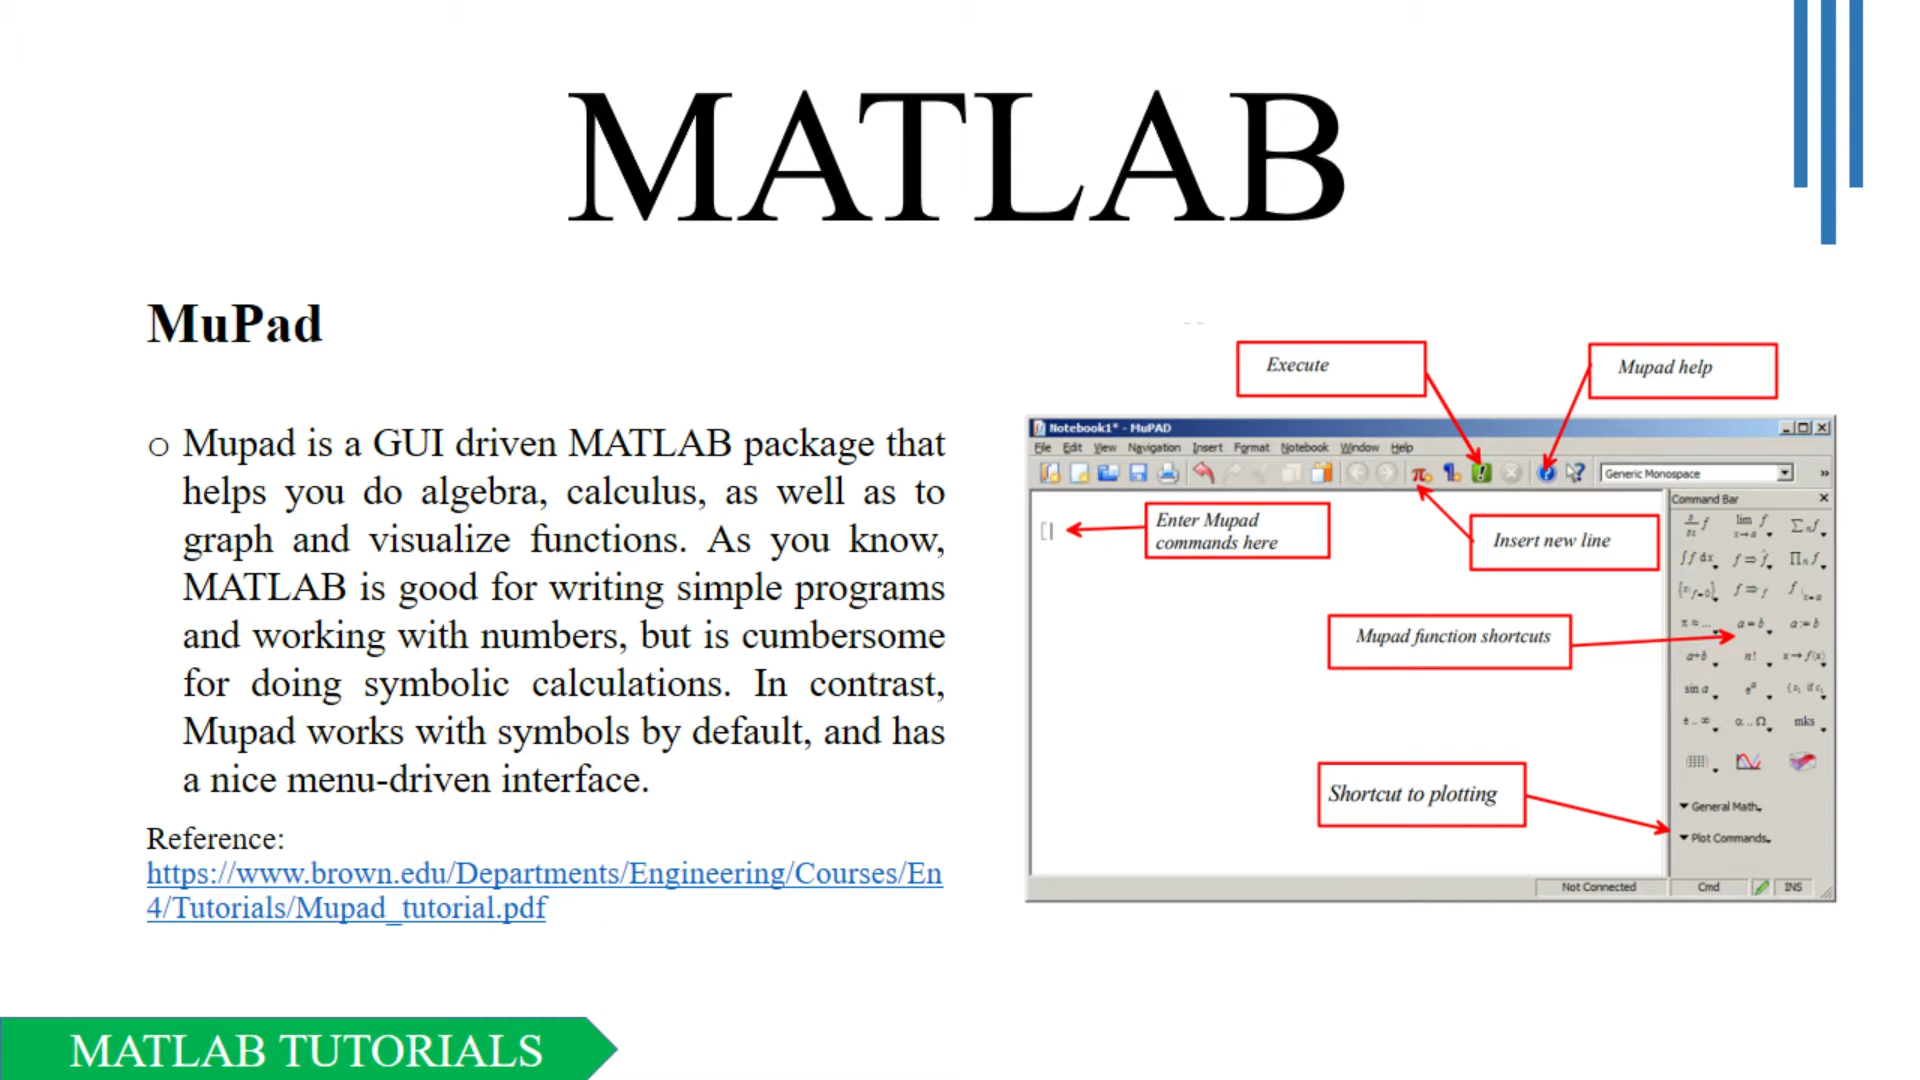 MATLAB
MuPad
o Mupad is a GUI driven MATLAB package that
helps you do algebra, calculus, as well as to
graph and visualize functions. As you know,
MATLAB is good for writing simple programs
and working with numbers, but is cumbersome
for doing symbolic calculations. In contrast,
Mupad works with symbols by default, and has
a nice menu-driven interface.
Reference:
https://www.brown.edu/Departments/Engineering/Courses/En
4/Tutorials/Mupad_tutorial.pdf
Execute
Mupad help
Notebook1* - MuPAD
File Edit View Navigation Insert Format Notebook Window Help
Generic Monospace
Command Bar
Enter Mupad
commands here
Insert new line
Mupad function shortcuts
Shortcut to plotting
lim f
x→a
Σn f
∫f dx
∏n f
π ≈ ...
a = b
a := b
a+b
n!
x→f(x)
sin a
e^a
e .. ∞
α...Ω
mks
General Math
Plot Commands
Not Connected
Cmd
INS
MATLAB TUTORIALS